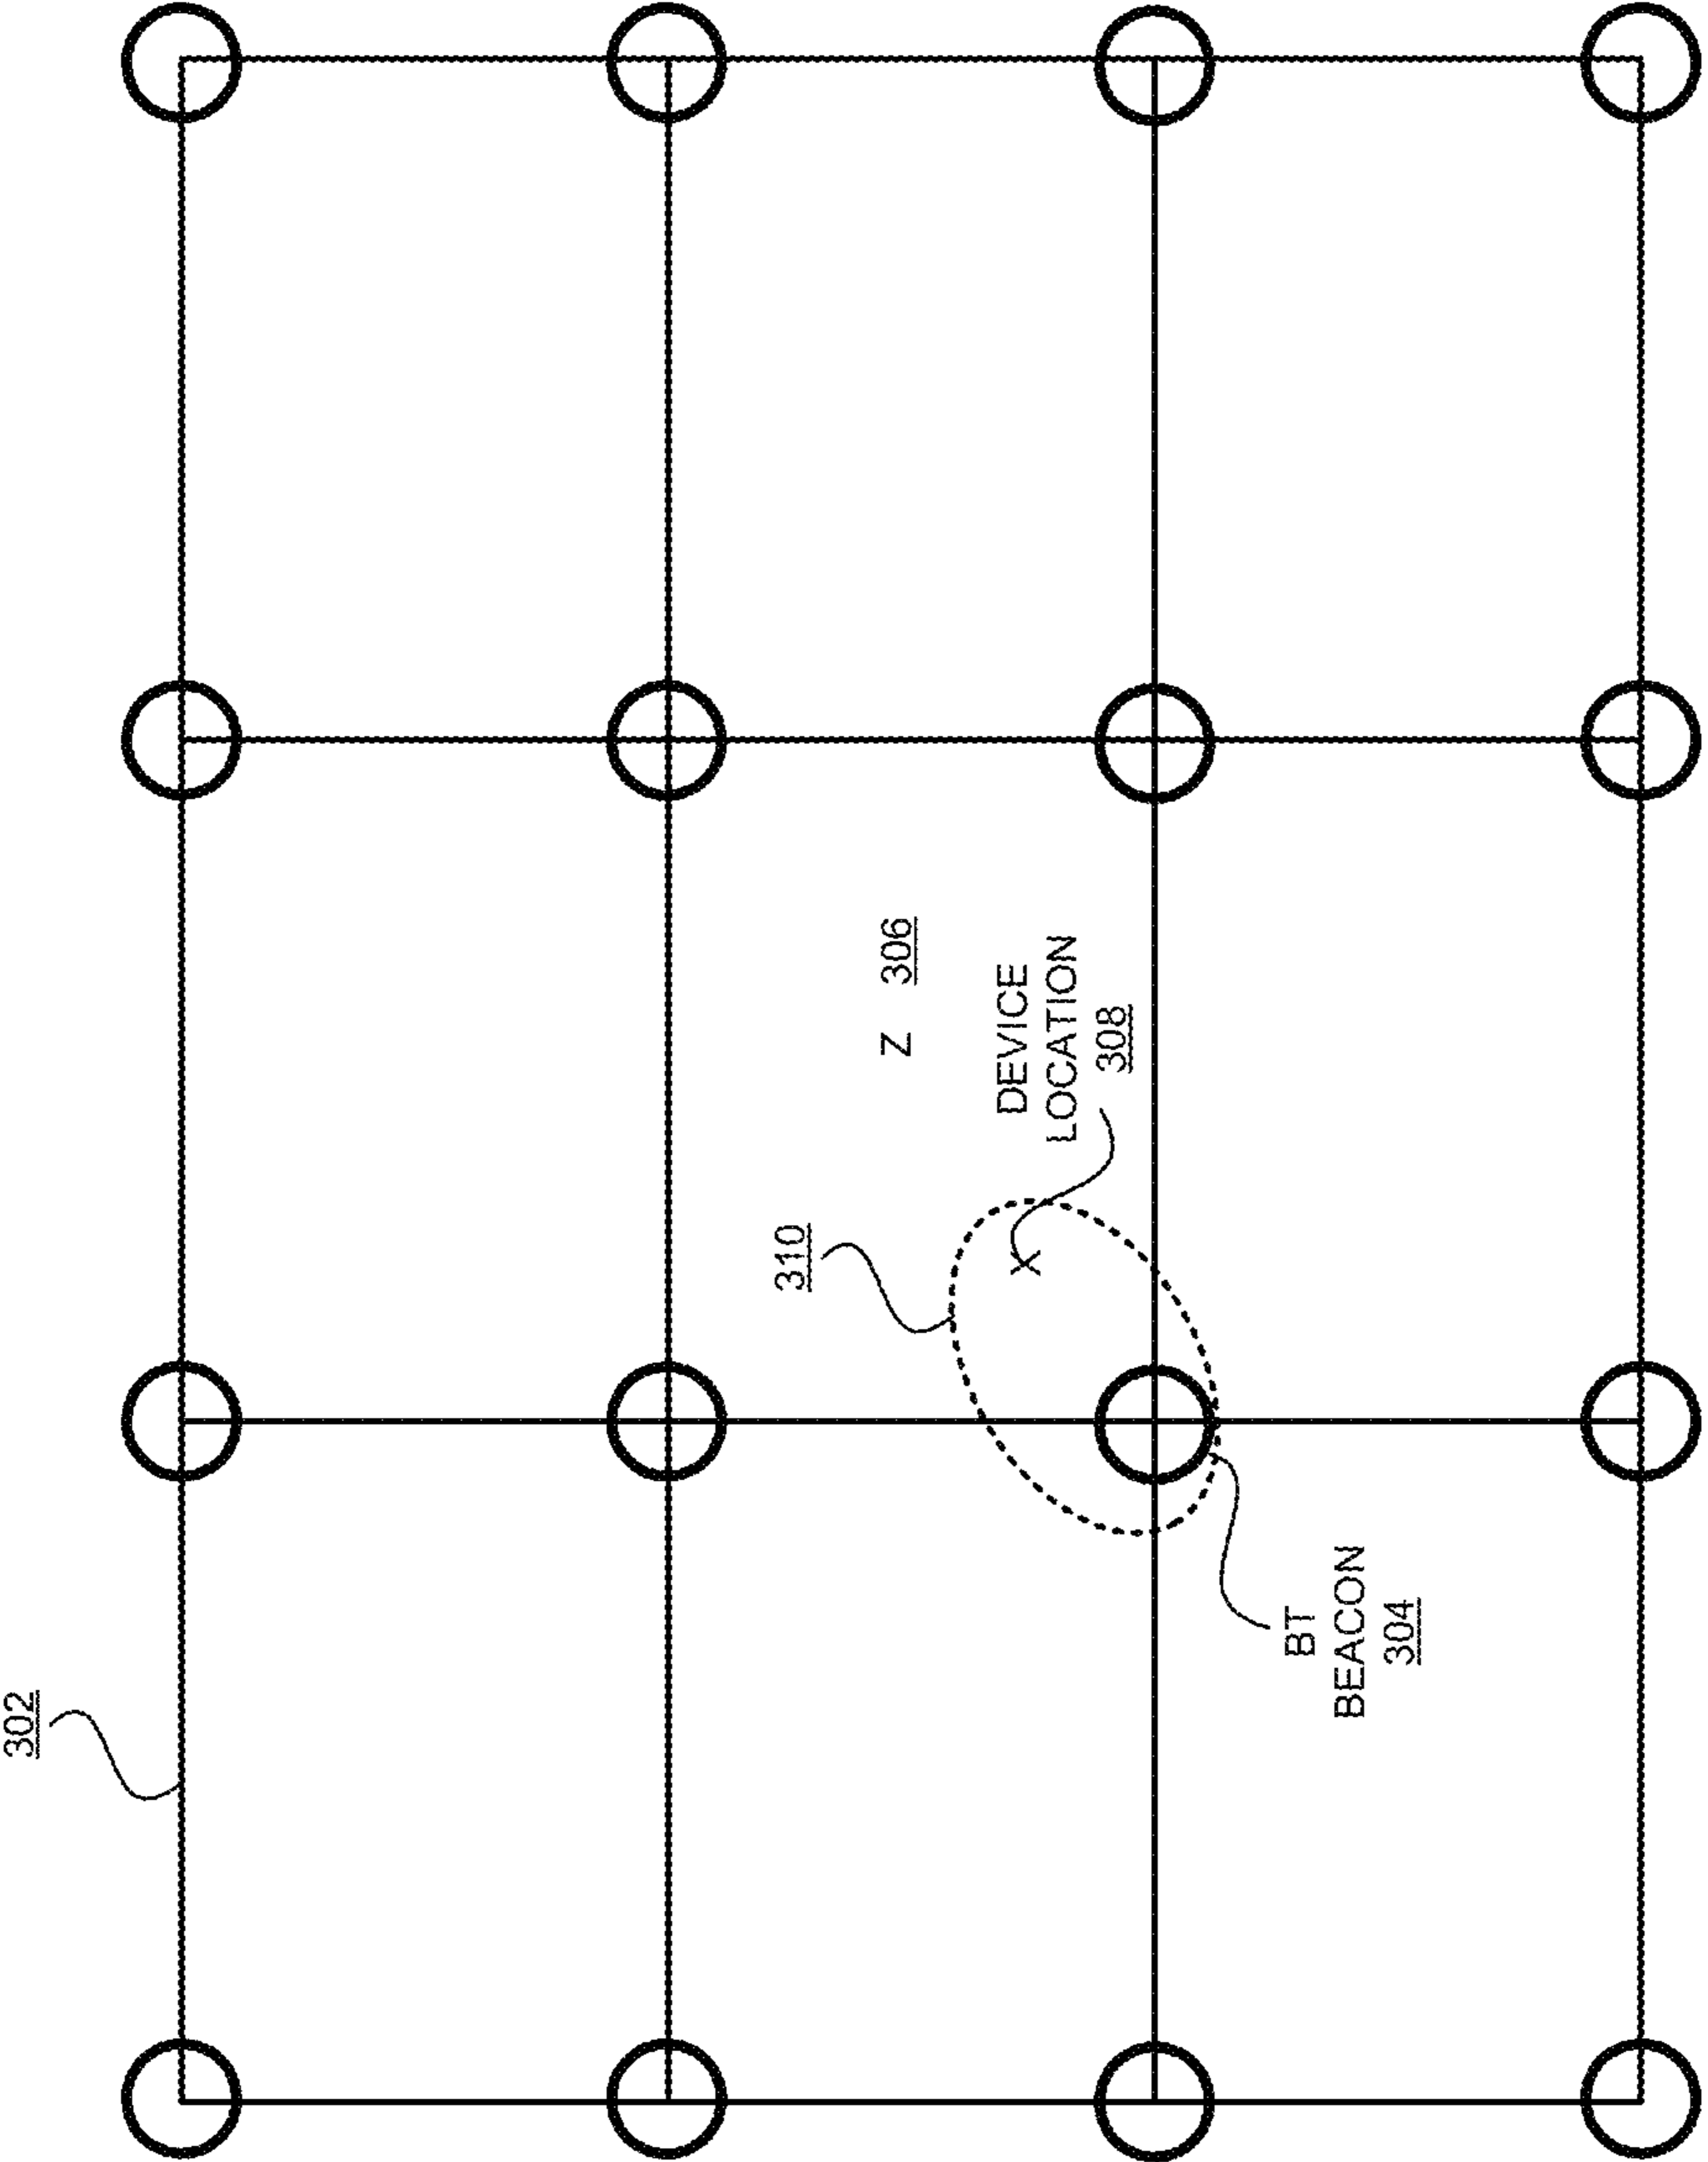 302
310
N 306
X
DEVICE
LOCATION
308
BT
BEACON
304